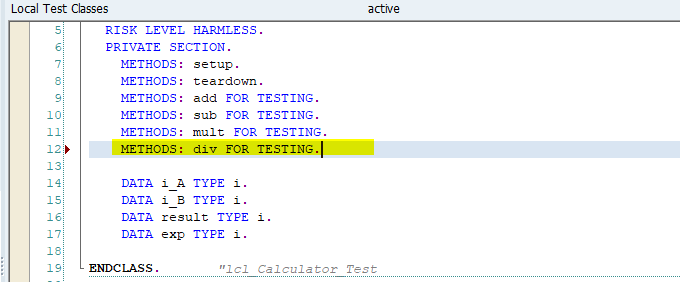 Local Test Classes active
5 RISK LEVEL HARMLESS.
6 PRIVATE SECTION.
7 METHODS: setup.
8 METHODS: teardown.
9 METHODS: add FOR TESTING.
10 METHODS: sub FOR TESTING.
11 METHODS: mult FOR TESTING.
12 METHODS: div FOR TESTING.
13
14 DATA i_A TYPE i.
15 DATA i_B TYPE i.
16 DATA result TYPE i.
17 DATA exp TYPE i.
18
19 ENDCLASS. "lcl_Calculator_Test